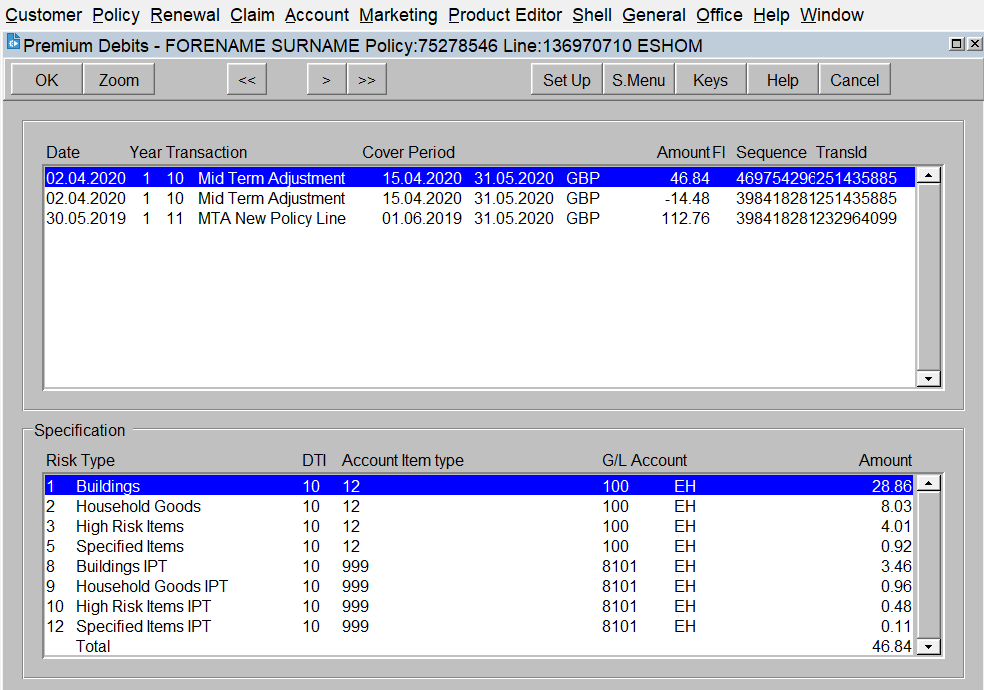 Customer Policy Renewal Claim Account Marketing Product Editor Shell General Office Help Window
Premium Debits - FORENAME SURNAME Policy:75278546 Line:136970710 ESHOM
OK Zoom << > >> Set Up S.Menu Keys Help Cancel
Date Year Transaction Cover Period Amount Fl Sequence TransId
02.04.2020 1 10 Mid Term Adjustment 15.04.2020 31.05.2020 GBP 46.84 469754296251435885
02.04.2020 1 10 Mid Term Adjustment 15.04.2020 31.05.2020 GBP -14.48 398418281251435885
30.05.2019 1 11 MTA New Policy Line 01.06.2019 31.05.2020 GBP 112.76 398418281232964099
Specification
Risk Type DTI Account Item type G/L Account Amount
1 Buildings 10 12 100 EH 28.86
2 Household Goods 10 12 100 EH 8.03
3 High Risk Items 10 12 100 EH 4.01
5 Specified Items 10 12 100 EH 0.92
8 Buildings IPT 10 999 8101 EH 3.46
9 Household Goods IPT 10 999 8101 EH 0.96
10 High Risk Items IPT 10 999 8101 EH 0.48
12 Specified Items IPT 10 999 8101 EH 0.11
Total 46.84